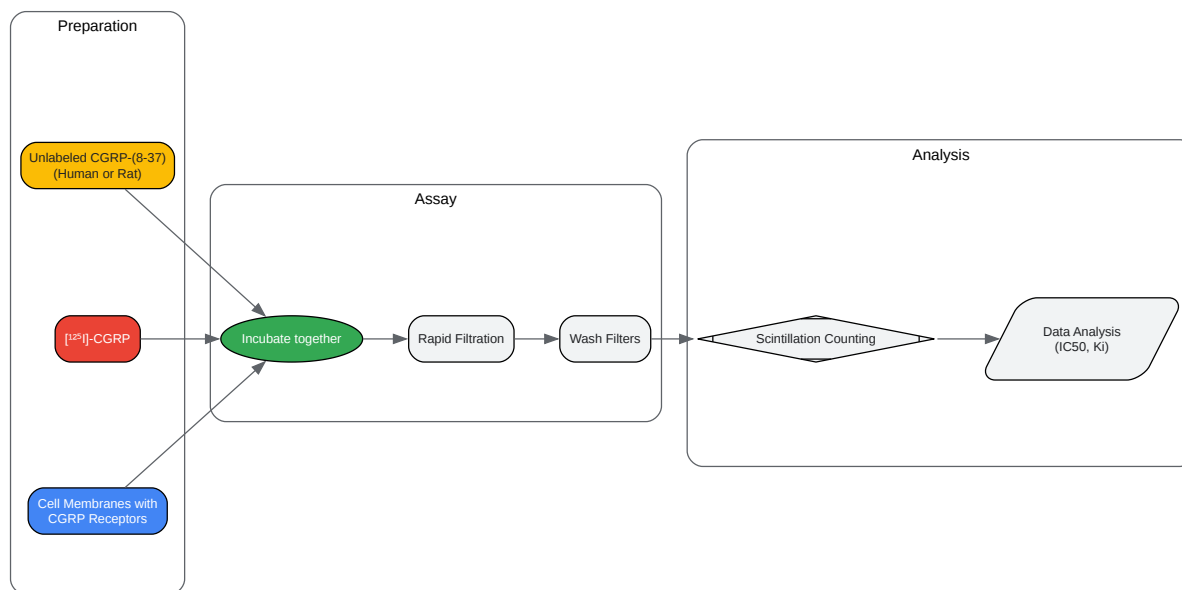 Preparation
Unlabeled CGRP-(8-37)
(Human or Rat)
[¹²⁵I]-CGRP
Cell Membranes with
CGRP Receptors
Assay
Incubate together
Rapid Filtration
Wash Filters
Analysis
Scintillation Counting
Data Analysis
(IC50, Ki)